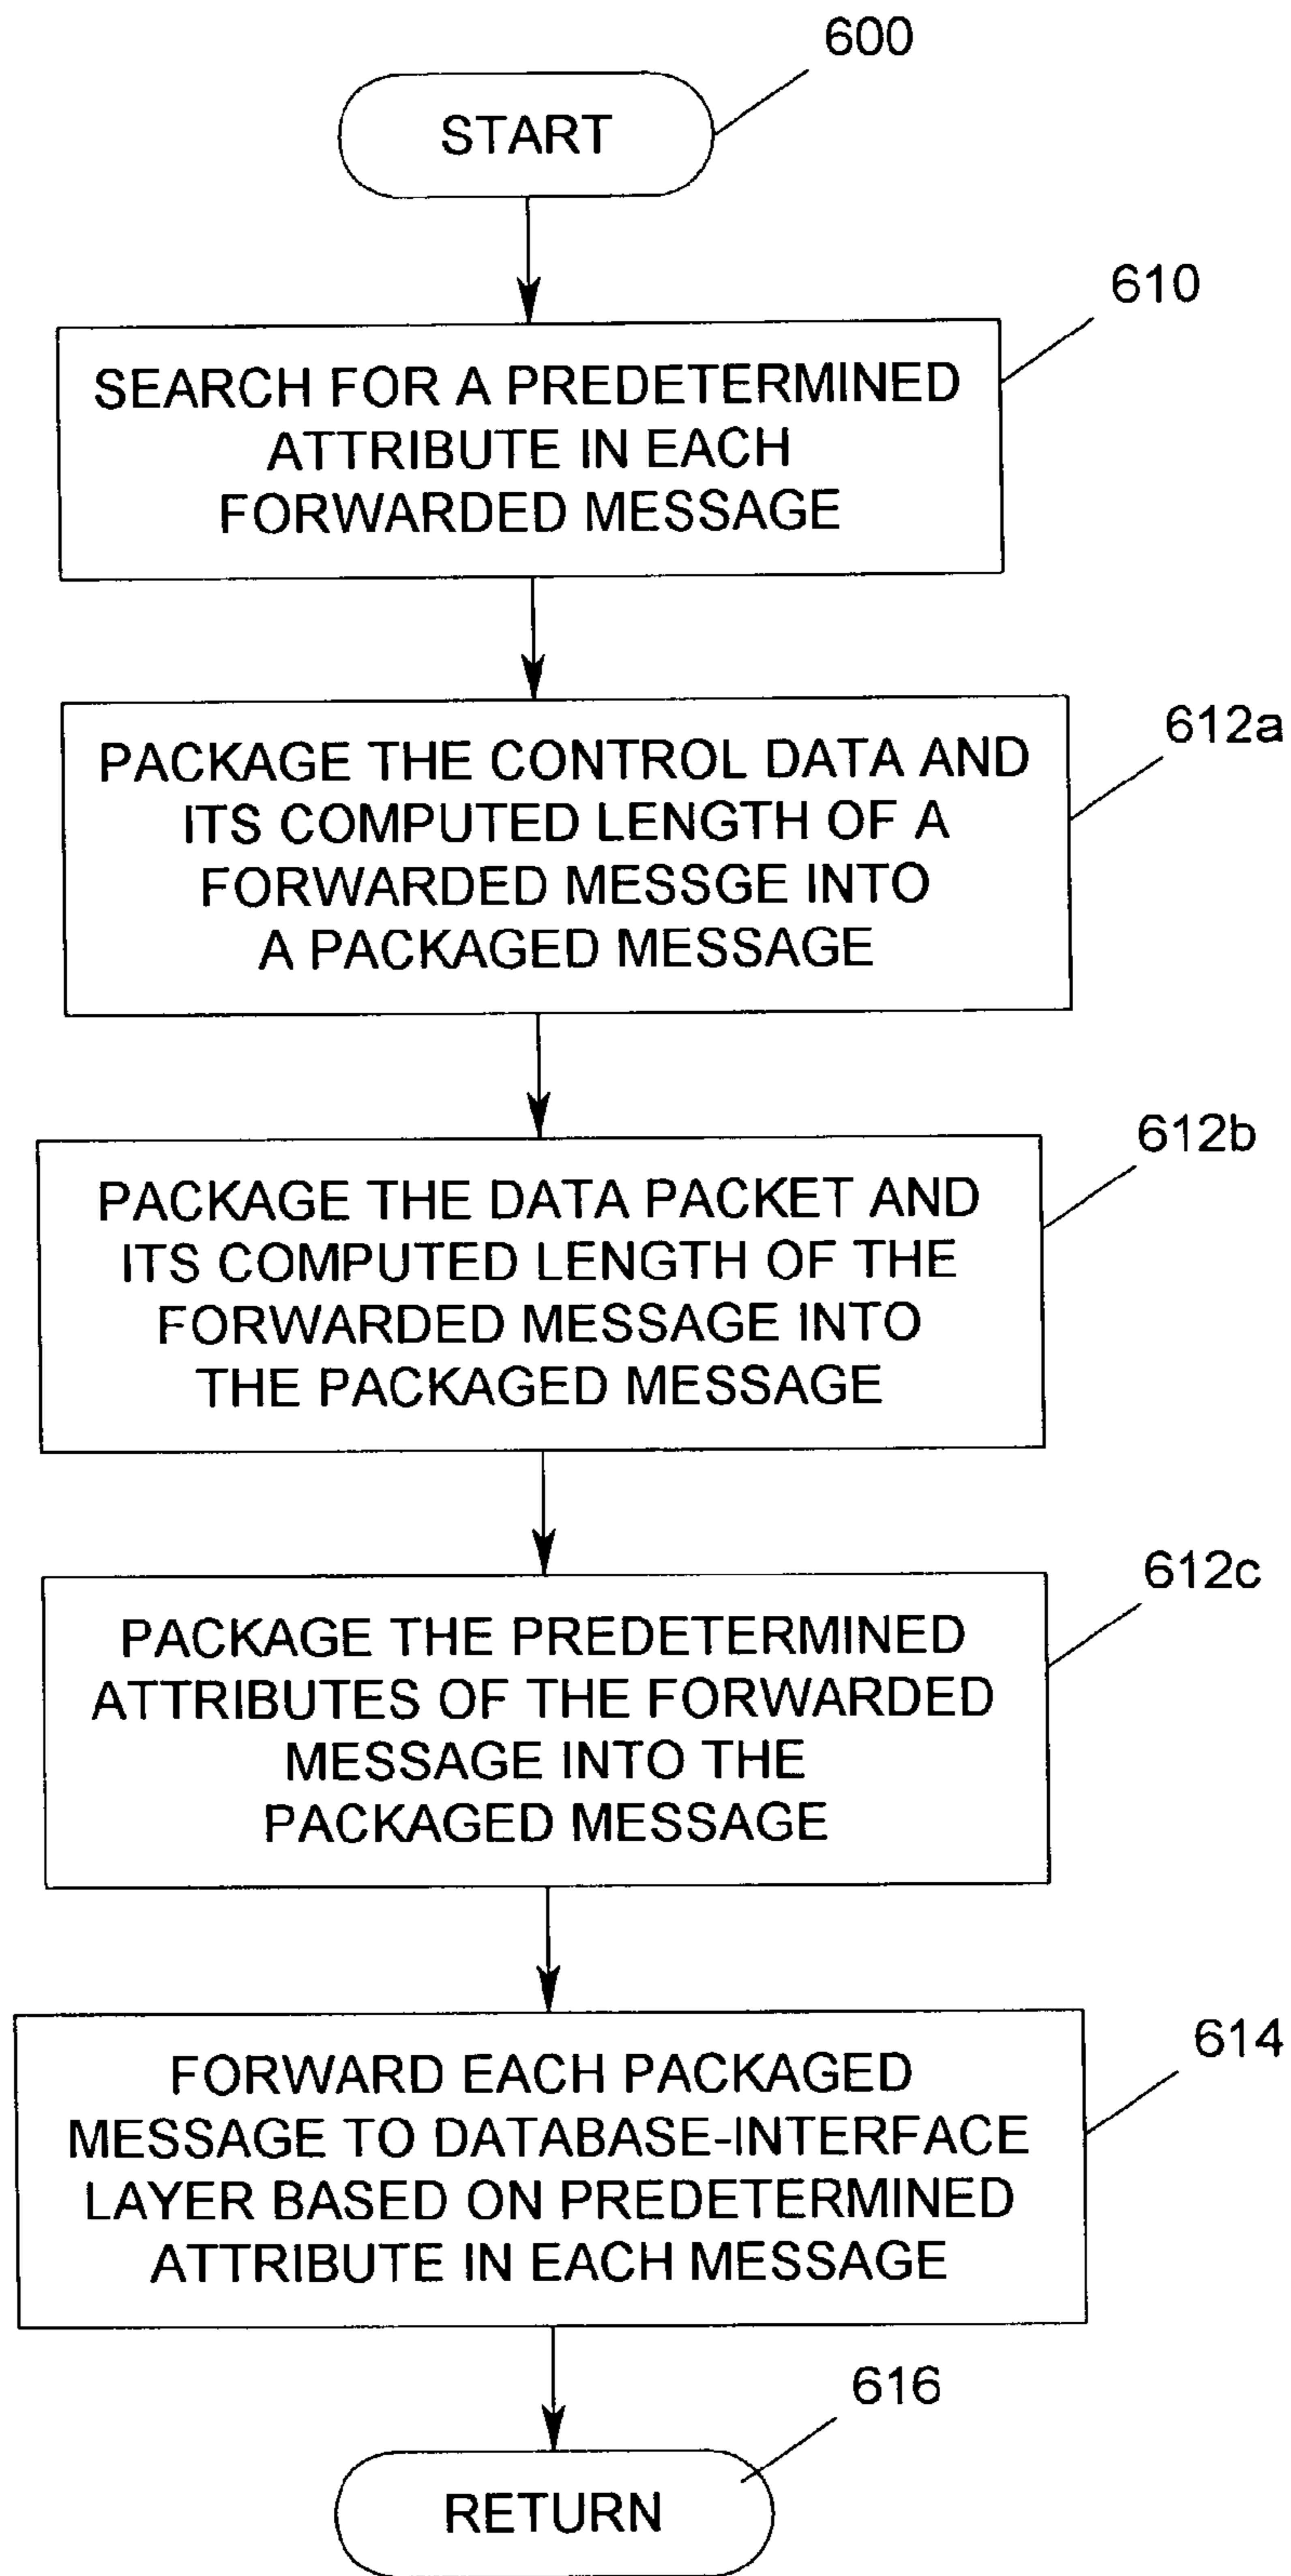 600
START
610
SEARCH FOR A PREDETERMINED
ATTRIBUTE IN EACH
FORWARDED MESSAGE
612a
PACKAGE THE CONTROL DATA AND
ITS COMPUTED LENGTH OF A
FORWARDED MESSGE INTO
A PACKAGED MESSAGE
612b
PACKAGE THE DATA PACKET AND
ITS COMPUTED LENGTH OF THE
FORWARDED MESSAGE INTO
THE PACKAGED MESSAGE
612c
PACKAGE THE PREDETERMINED
ATTRIBUTES OF THE FORWARDED
MESSAGE INTO THE
PACKAGED MESSAGE
614
FORWARD EACH PACKAGED
MESSAGE TO DATABASE-INTERFACE
LAYER BASED ON PREDETERMINED
ATTRIBUTE IN EACH MESSAGE
616
RETURN